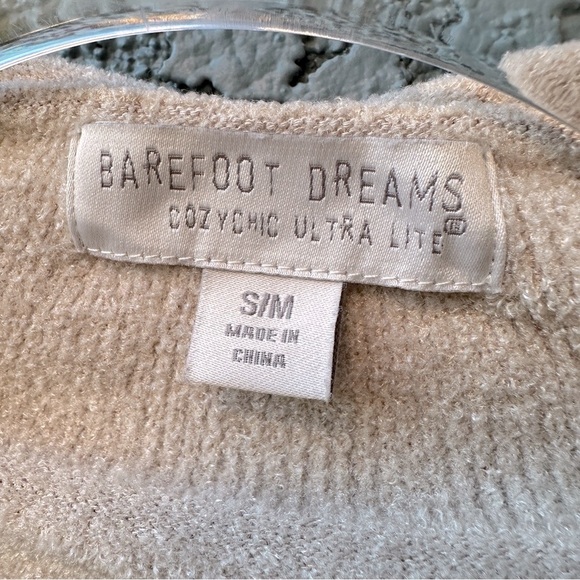 BAREFOOT DREAMS®
COZYCHIC ULTRA LITE
S/M
MADE IN
CHINA